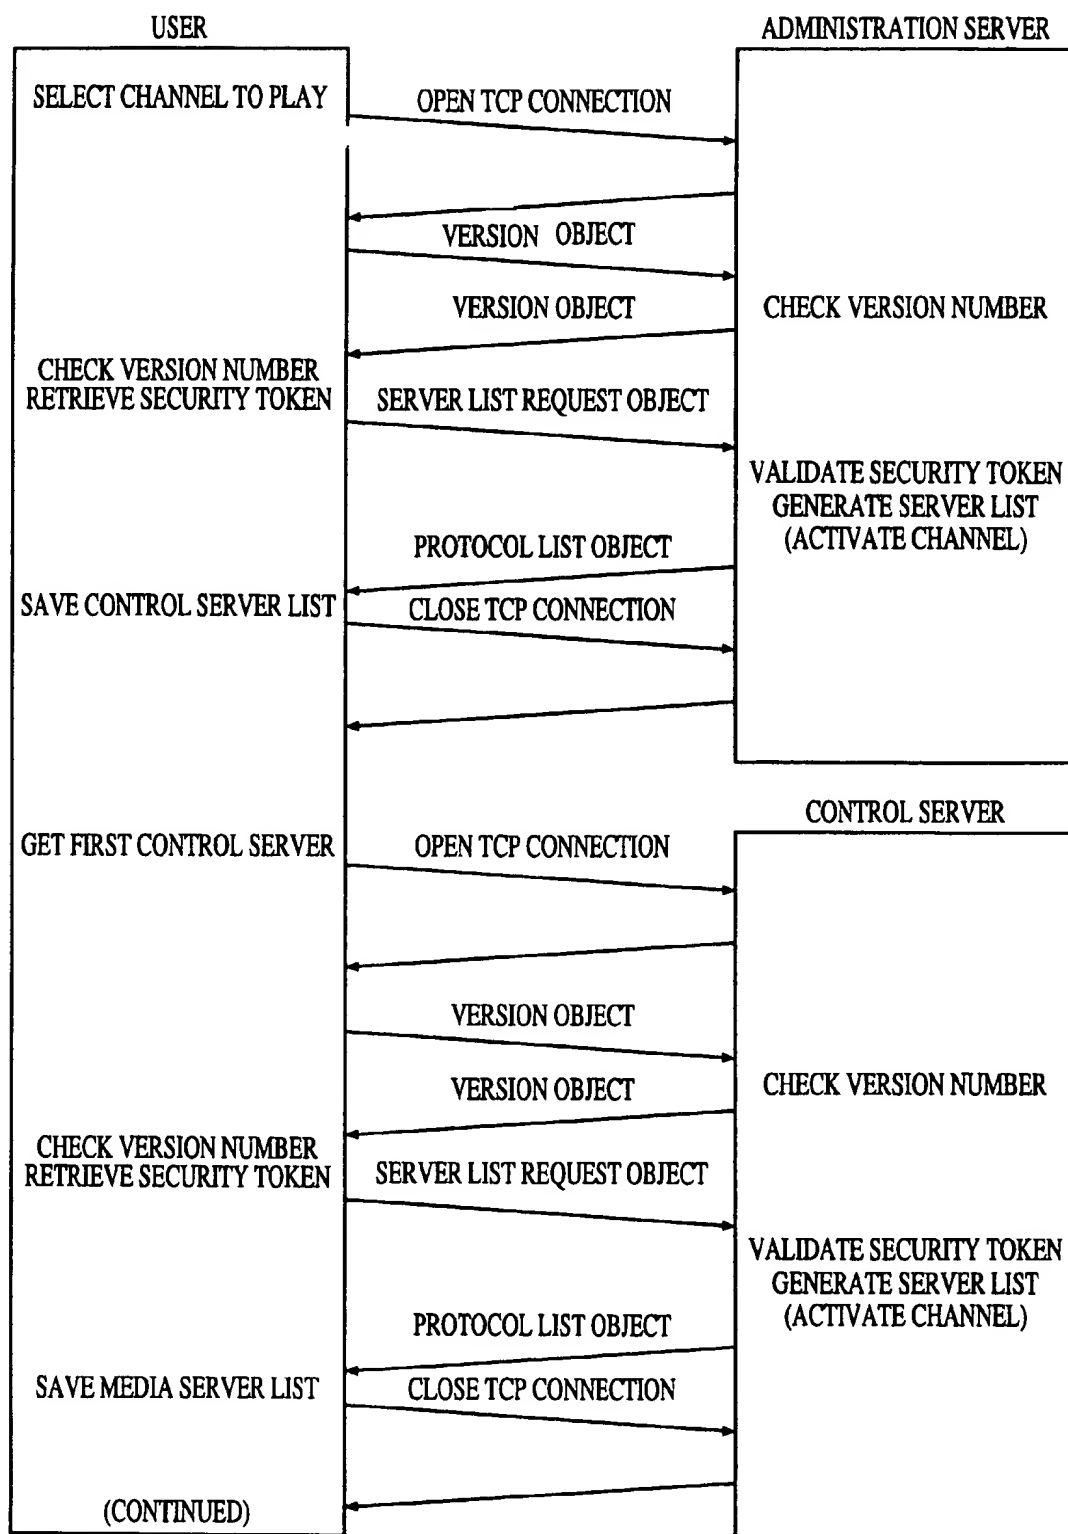 USER
ADMINISTRATION SERVER
SELECT CHANNEL TO PLAY
OPEN TCP CONNECTION
VERSION OBJECT
VERSION OBJECT
CHECK VERSION NUMBER
CHECK VERSION NUMBER
RETRIEVE SECURITY TOKEN
SERVER LIST REQUEST OBJECT
VALIDATE SECURITY TOKEN
GENERATE SERVER LIST
(ACTIVATE CHANNEL)
PROTOCOL LIST OBJECT
SAVE CONTROL SERVER LIST
CLOSE TCP CONNECTION
CONTROL SERVER
GET FIRST CONTROL SERVER
OPEN TCP CONNECTION
VERSION OBJECT
VERSION OBJECT
CHECK VERSION NUMBER
CHECK VERSION NUMBER
RETRIEVE SECURITY TOKEN
SERVER LIST REQUEST OBJECT
VALIDATE SECURITY TOKEN
GENERATE SERVER LIST
(ACTIVATE CHANNEL)
PROTOCOL LIST OBJECT
SAVE MEDIA SERVER LIST
CLOSE TCP CONNECTION
(CONTINUED)